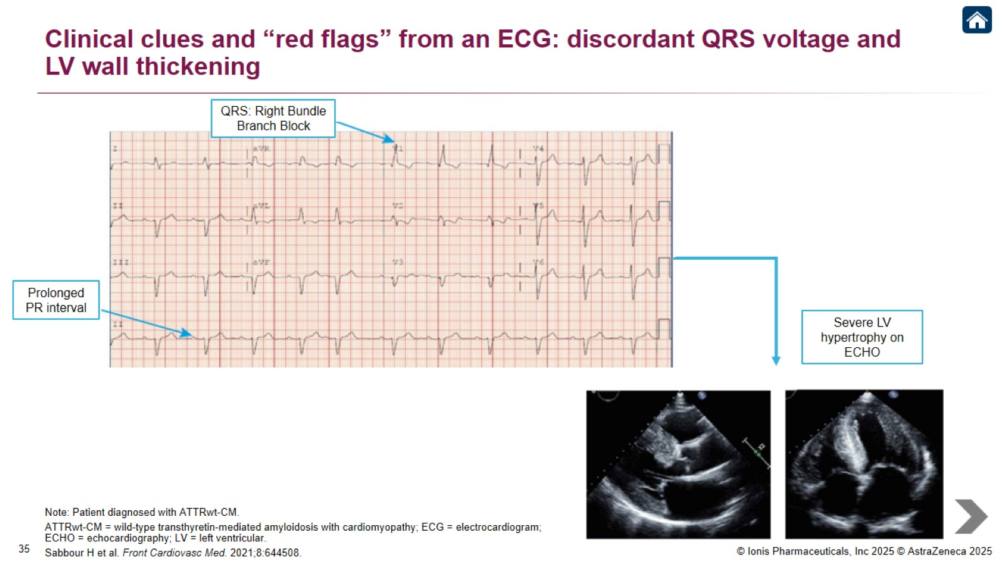 Clinical clues and “red flags” from an ECG: discordant QRS voltage and
LV wall thickening
QRS: Right Bundle
Branch Block
I
aVR
V1
V4
II
aVL
V2
V5
III
aVF
V3
V6
Prolonged
PR interval
II
Severe LV
hypertrophy on
ECHO
Note: Patient diagnosed with ATTRwt-CM.
ATTRwt-CM = wild-type transthyretin-mediated amyloidosis with cardiomyopathy; ECG = electrocardiogram;
ECHO = echocardiography; LV = left ventricular.
35
Sabbour H et al. Front Cardiovasc Med. 2021;8:644508.
© Ionis Pharmaceuticals, Inc 2025 © AstraZeneca 2025